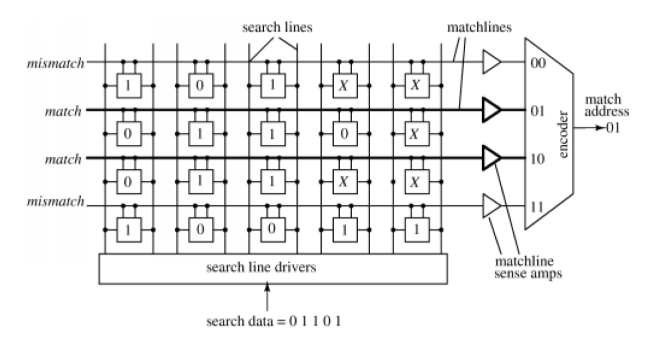 search lines
matchlines
mismatch
00
1 0 1 X X
match
01
match
address
0 1 1 0 X
encoder
01
match
10
0 1 1 X X
mismatch
11
1 0 0 1 1
matchline
sense amps
search line drivers
search data = 0 1 1 0 1